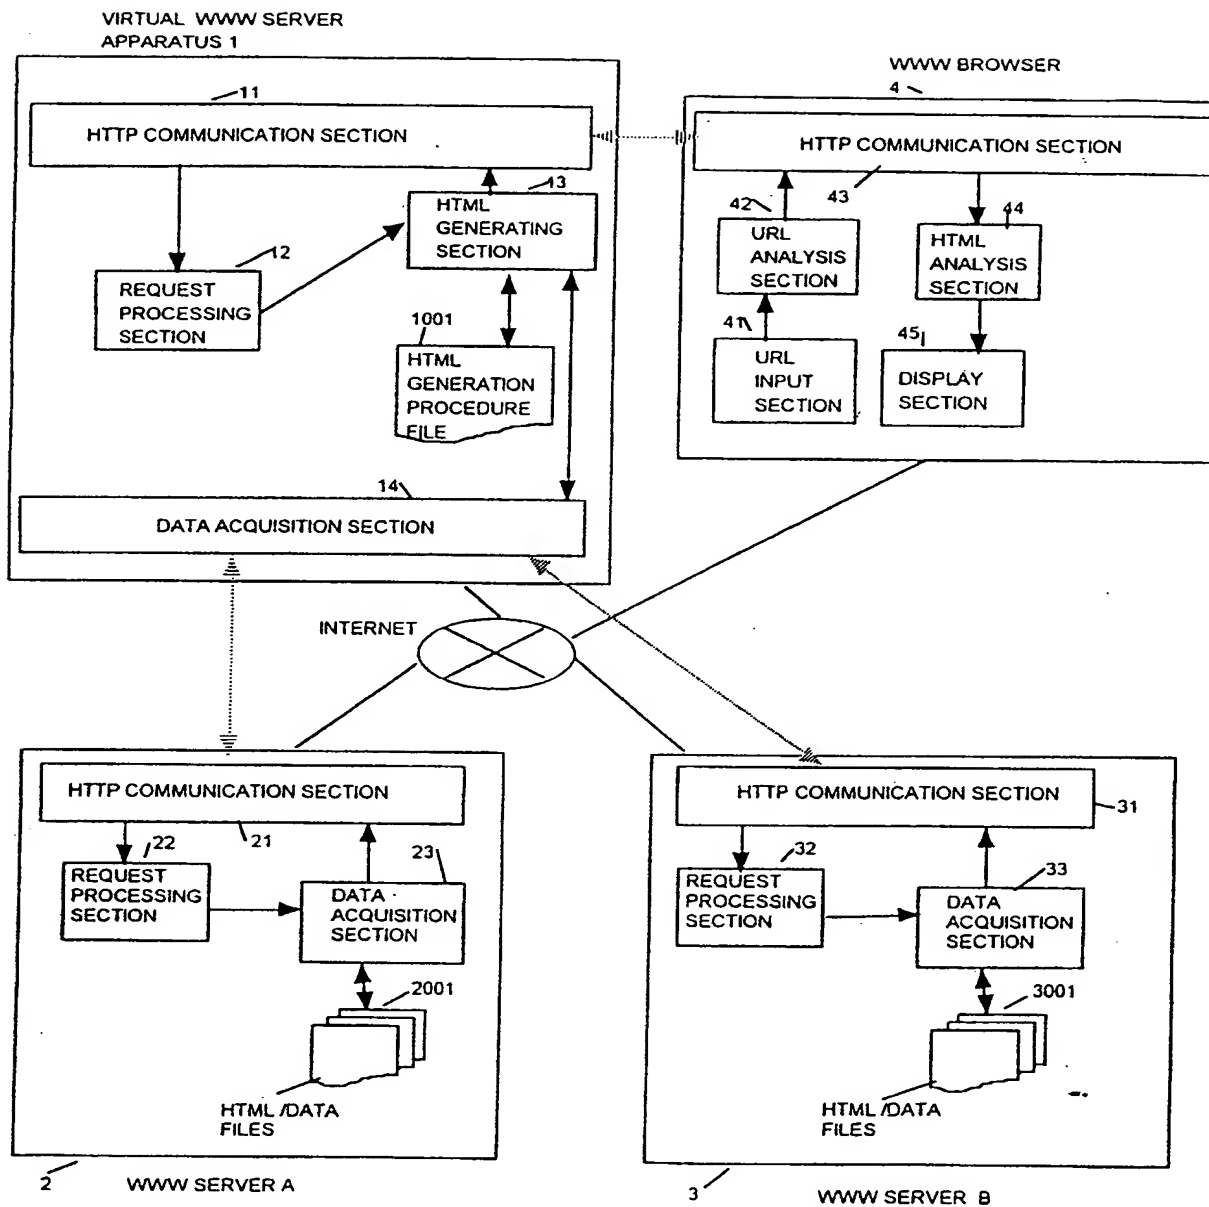 VIRTUAL WWW SERVER
APPARATUS 1
11
HTTP COMMUNICATION SECTION
13
HTML
GENERATING
SECTION
12
REQUEST
PROCESSING
SECTION
1001
HTML
GENERATION
PROCEDURE
FILE
14
DATA ACQUISITION SECTION
WWW BROWSER
4
HTTP COMMUNICATION SECTION
43
42
URL
ANALYSIS
SECTION
44
HTML
ANALYSIS
SECTION
41
URL
INPUT
SECTION
45
DISPLAY
SECTION
INTERNET
HTTP COMMUNICATION SECTION
21
22
REQUEST
PROCESSING
SECTION
23
DATA
ACQUISITION
SECTION
2001
HTML /DATA
FILES
2
WWW SERVER A
HTTP COMMUNICATION SECTION
31
32
REQUEST
PROCESSING
SECTION
33
DATA
ACQUISITION
SECTION
3001
HTML /DATA
FILES
3
WWW SERVER B